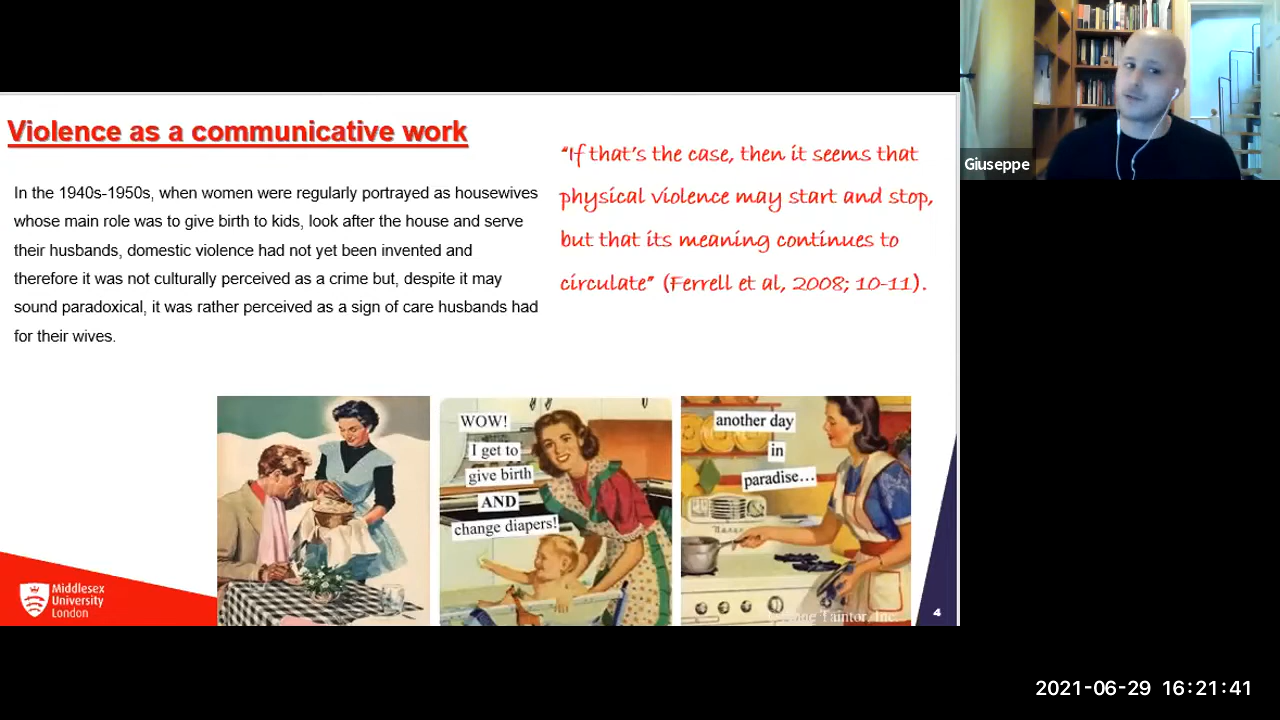 Violence as a communicative work
In the 1940s-1950s, when women were regularly portrayed as housewives
whose main role was to give birth to kids, look after the house and serve
their husbands, domestic violence had not yet been invented and
therefore it was not culturally perceived as a crime but, despite it may
sound paradoxical, it was rather perceived as a sign of care husbands had
for their wives.
“If that’s the case, then it seems that
physical violence may start and stop,
but that its meaning continues to
circulate” (Ferrell et al, 2008; 10-11).
WOW!
I get to
give birth
AND
change diapers!
another day
in
paradise...
Taintor, Inc.
Middlesex
University
London
4
Giuseppe
2021-06-29 16:21:41